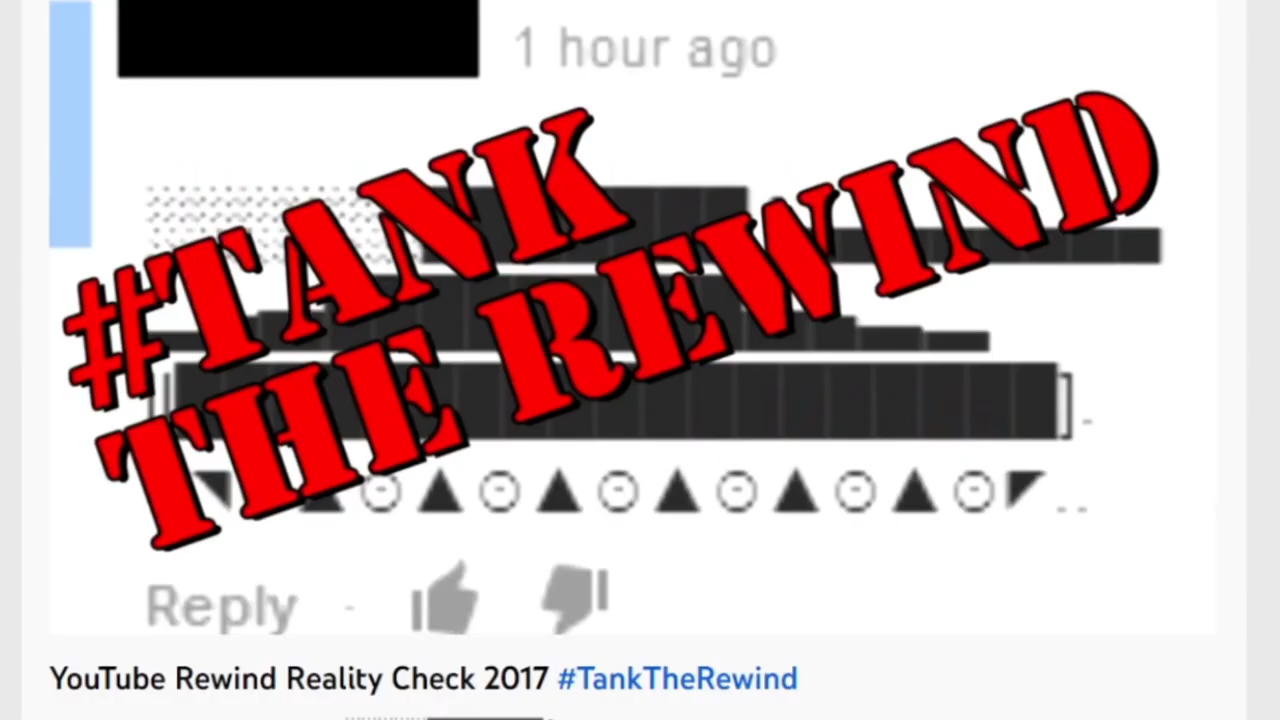 1 hour ago
#TANK
THE REWIND
Reply
YouTube Rewind Reality Check 2017 #TankTheRewind